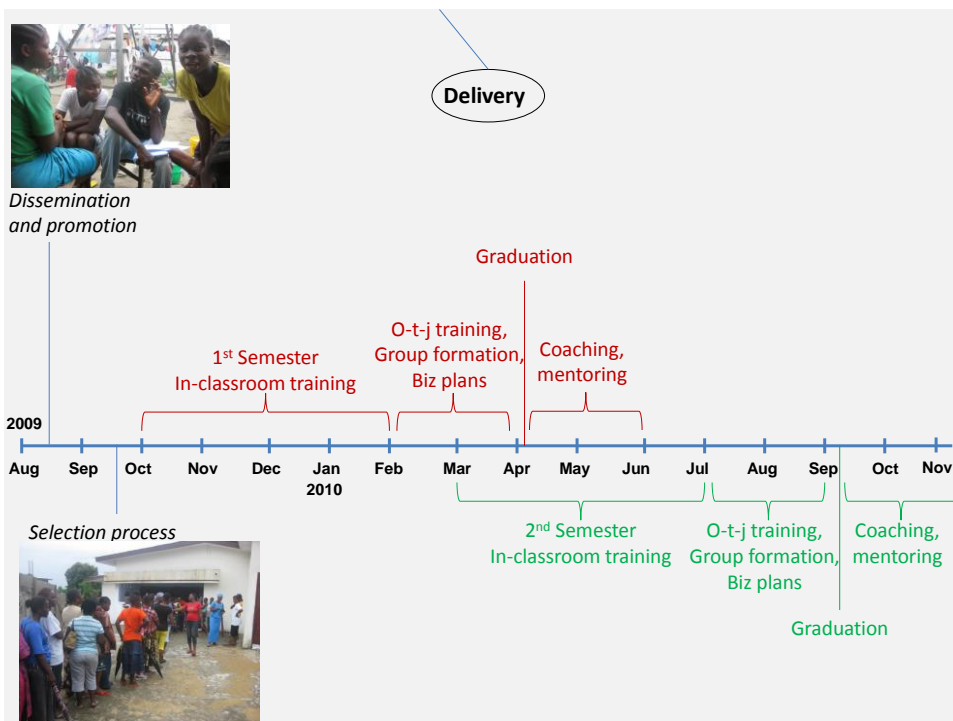 Delivery
Dissemination
and promotion
Graduation
1st Semester
In-classroom training
O-t-j training,
Group formation,
Biz plans
Coaching,
mentoring
2009
Aug Sep Oct Nov Dec Jan Feb Mar Apr May Jun Jul Aug Sep Oct Nov
2010
Selection process
2nd Semester
In-classroom training
O-t-j training,
Group formation,
Biz plans
Coaching,
mentoring
Graduation